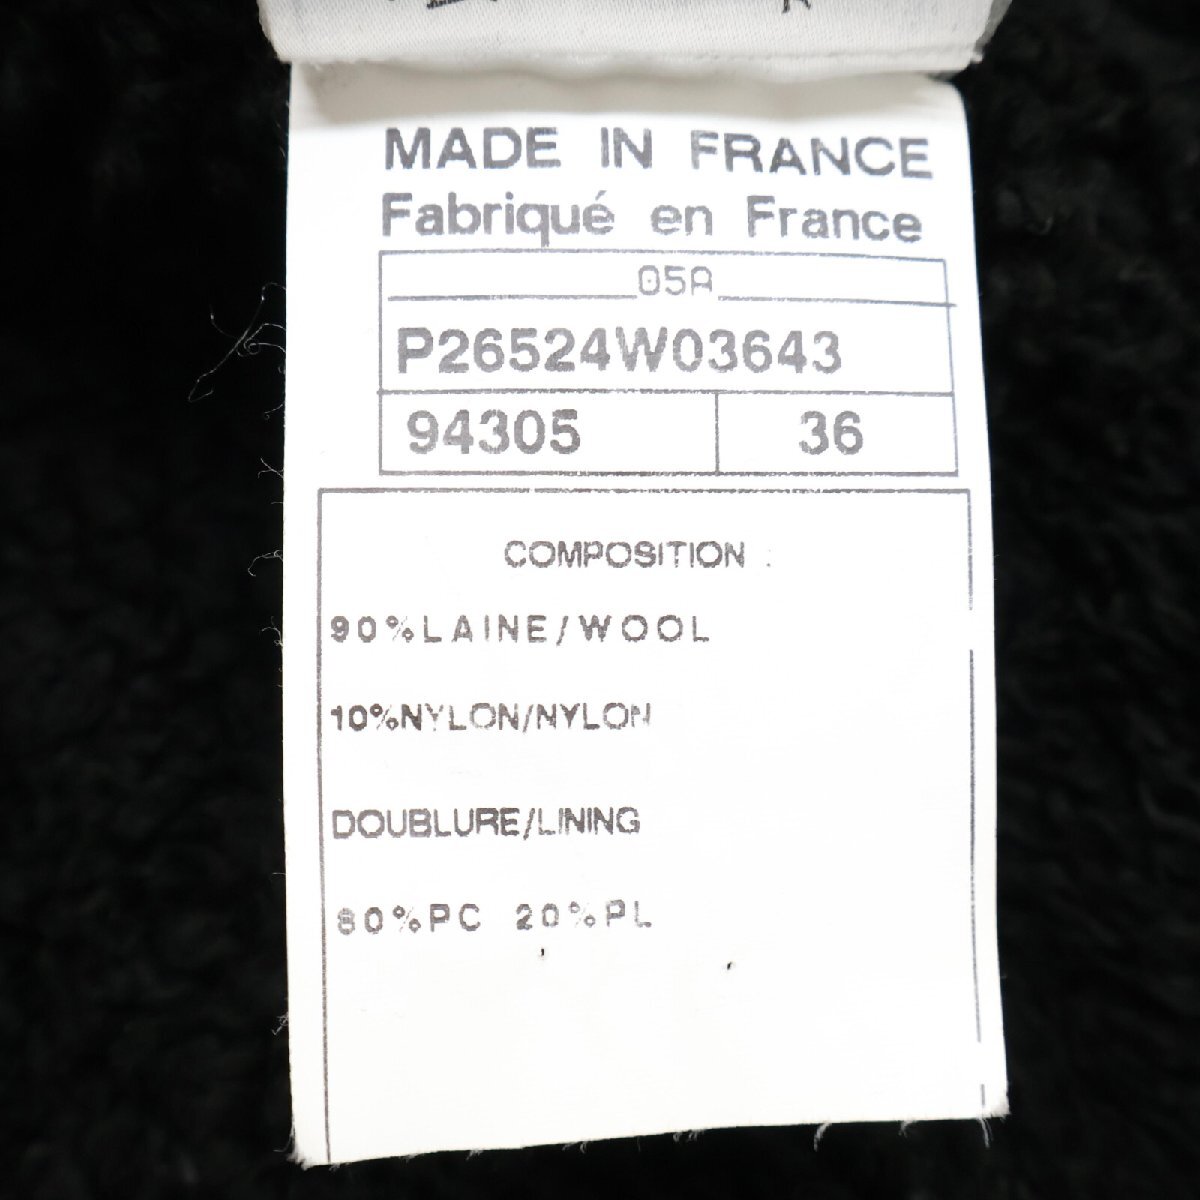 MADE IN FRANCE
Fabriqué en France
05A
P26524W03643
94305 36
COMPOSITION :
90%LAINE/WOOL
10%NYLON/NYLON
DOUBLURE/LINING
80%PC 20%PL